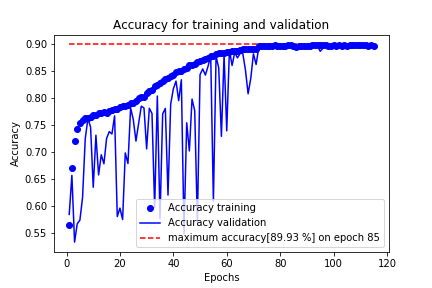 Accuracy for training and validation
0.90
0.85
0.80
0.75
0.70
0.65
0.60
0.55
Accuracy
Accuracy training
Accuracy validation
maximum accuracy[89.93 %] on epoch 85
0 20 40 60 80 100 120
Epochs